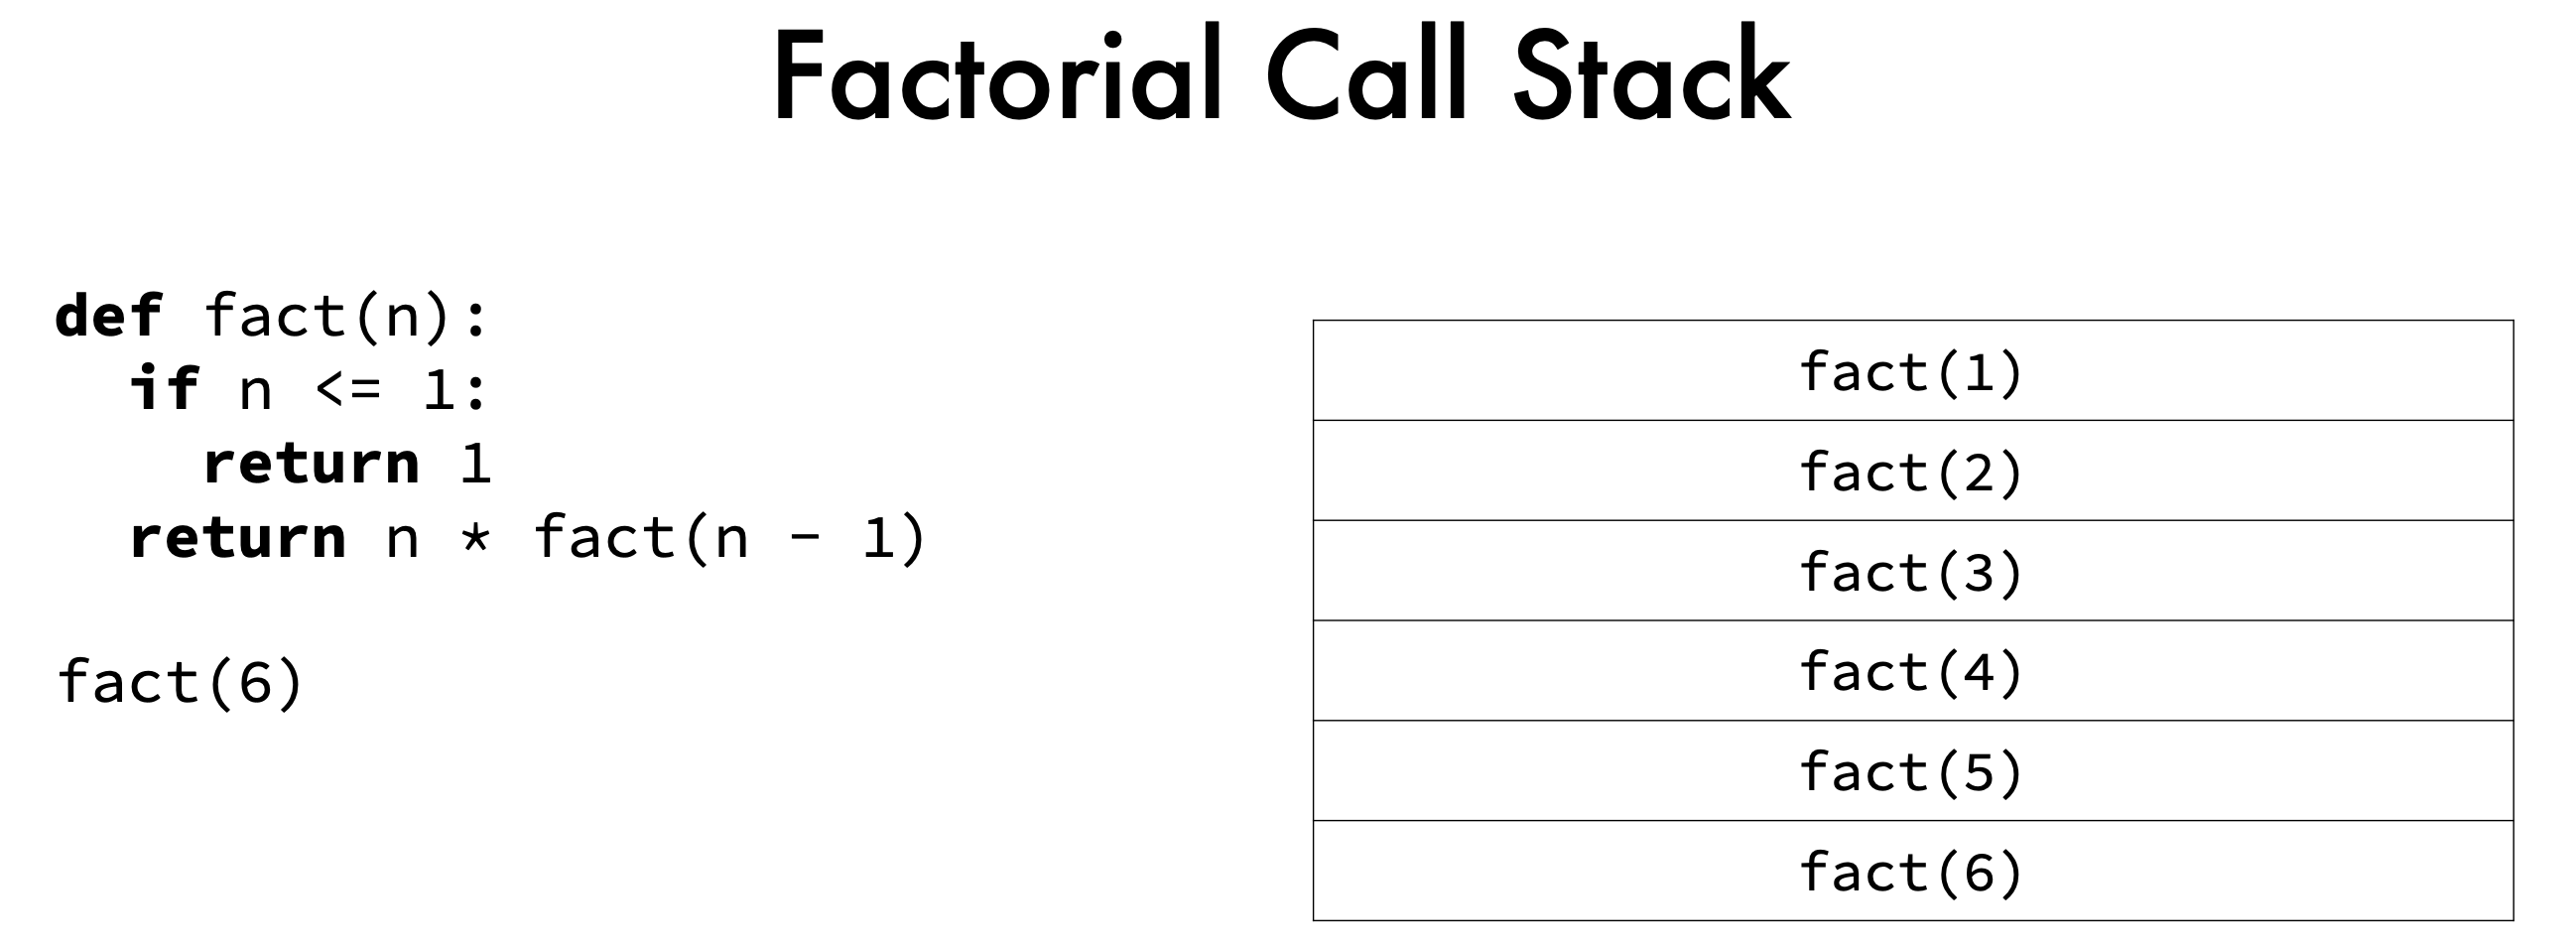 Factorial Call Stack
def fact(n):
if n <= 1:
return 1
return n * fact(n - 1)
fact(6)
fact(1)
fact(2)
fact(3)
fact(4)
fact(5)
fact(6)